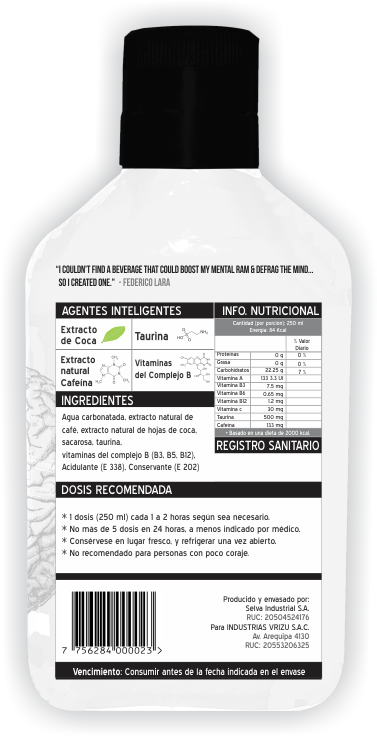 "I COULDN'T FIND A BEVERAGE THAT COULD BOOST MY MENTAL RAM & DEFRAG THE MIND...
SO I CREATED ONE." - FEDERICO LARA
AGENTES INTELIGENTES
Extracto de Coca
Taurina
Extracto natural Cafeína
Vitaminas del Complejo B
INGREDIENTES
Agua carbonatada, extracto natural de
café, extracto natural de hojas de coca,
sacarosa, taurina,
vitaminas del complejo B (B3, B5, B12),
Acidulante (E 338), Conservante (E 202)
INFO. NUTRICIONAL
Cantidad (por porcion): 250 ml
Energia: 84 Kcal
% Valor
Diario
Proteinas 0 g 0 %
Grasa 0 g 0 %
Carbohidratos 22.25 g 7 %
Vitamina A 133.3 UI
Vitamina B3 7.5 mg
Vitamina B6 0.65 mg
Vitamina B12 1.2 mg
Vitamina c 30 mg
Taurina 500 mg
Cafeina 133 mg
* Basado en una dieta de 2000 kcal.
REGISTRO SANITARIO
DOSIS RECOMENDADA
* 1 dosis (250 ml) cada 1 a 2 horas según sea necesario.
* No más de 5 dosis en 24 horas, a menos indicado por médico.
* Consérvese en lugar fresco, y refrigerar una vez abierto.
* No recomendado para personas con poco coraje.
7 756284 000023 >
Producido y envasado por:
Selva Industrial S.A.
RUC: 20504524176
Para INDUSTRIAS VRIZU S.A.C.
Av. Arequipa 4130
RUC: 20553206325
Vencimiento: Consumir antes de la fecha indicada en el envase